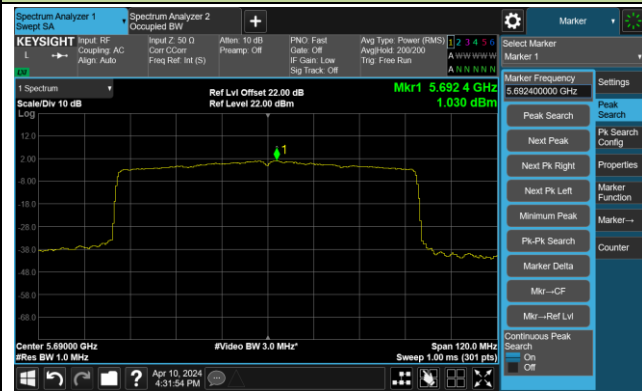 Spectrum Analyzer 1
Swept SA
Spectrum Analyzer 2
Occupied BW
Marker
KEYSIGHT
L
Input: RF
Coupling: AC
Align: Auto
Input Z: 50 Ω
Corr CCorr
Freq Ref: Int (S)
Atten: 10 dB
Preamp: Off
PNO: Fast
Gate: Off
IF Gain: Low
Sig Track: Off
Avg Type: Power (RMS)
Avg|Hold: 200/200
Trig: Free Run
1 2 3 4 5 6
A W W W W W
A N N N N N
Select Marker
Marker 1
1 Spectrum
Scale/Div 10 dB
Log
Ref Lvl Offset 22.00 dB
Ref Level 22.00 dBm
Mkr1 5.692 4 GHz
1.030 dBm
12.0
2.00
-8.00
-18.0
-28.0
-38.0
-48.0
-58.0
-68.0
1
Center 5.69000 GHz
#Res BW 1.0 MHz
#Video BW 3.0 MHz*
Span 120.0 MHz
Sweep 1.00 ms (301 pts)
Marker Frequency
5.692400000 GHz
Peak Search
Next Peak
Next Pk Right
Next Pk Left
Minimum Peak
Pk-Pk Search
Marker Delta
Mkr→CF
Mkr→Ref Lvl
Continuous Peak
Search
On
Off
Settings
Peak
Search
Pk Search
Config
Properties
Marker
Function
Marker→
Counter
Apr 10, 2024
4:31:54 PM